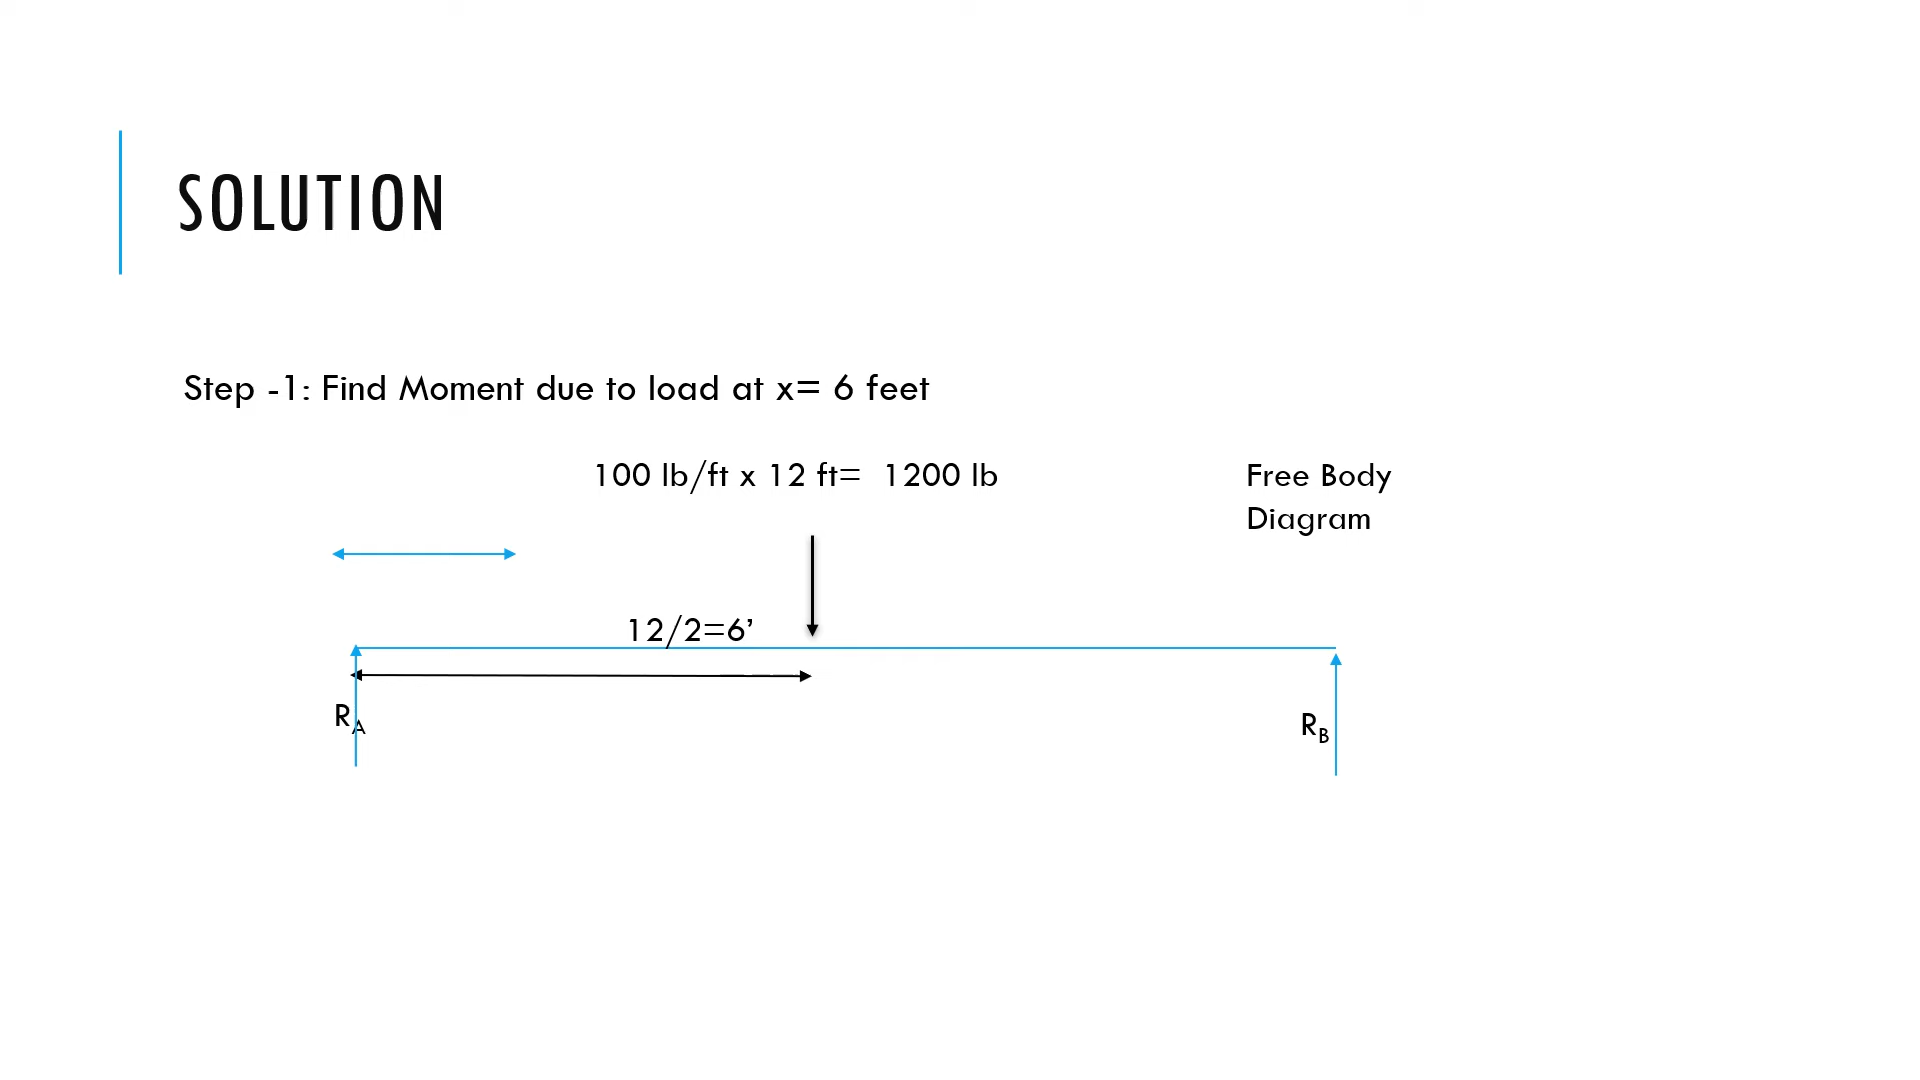 SOLUTION
Step -1: Find Moment due to load at x= 6 feet
100 lb/ft x 12 ft= 1200 lb
Free Body
Diagram
12/2=6’
RA
RB